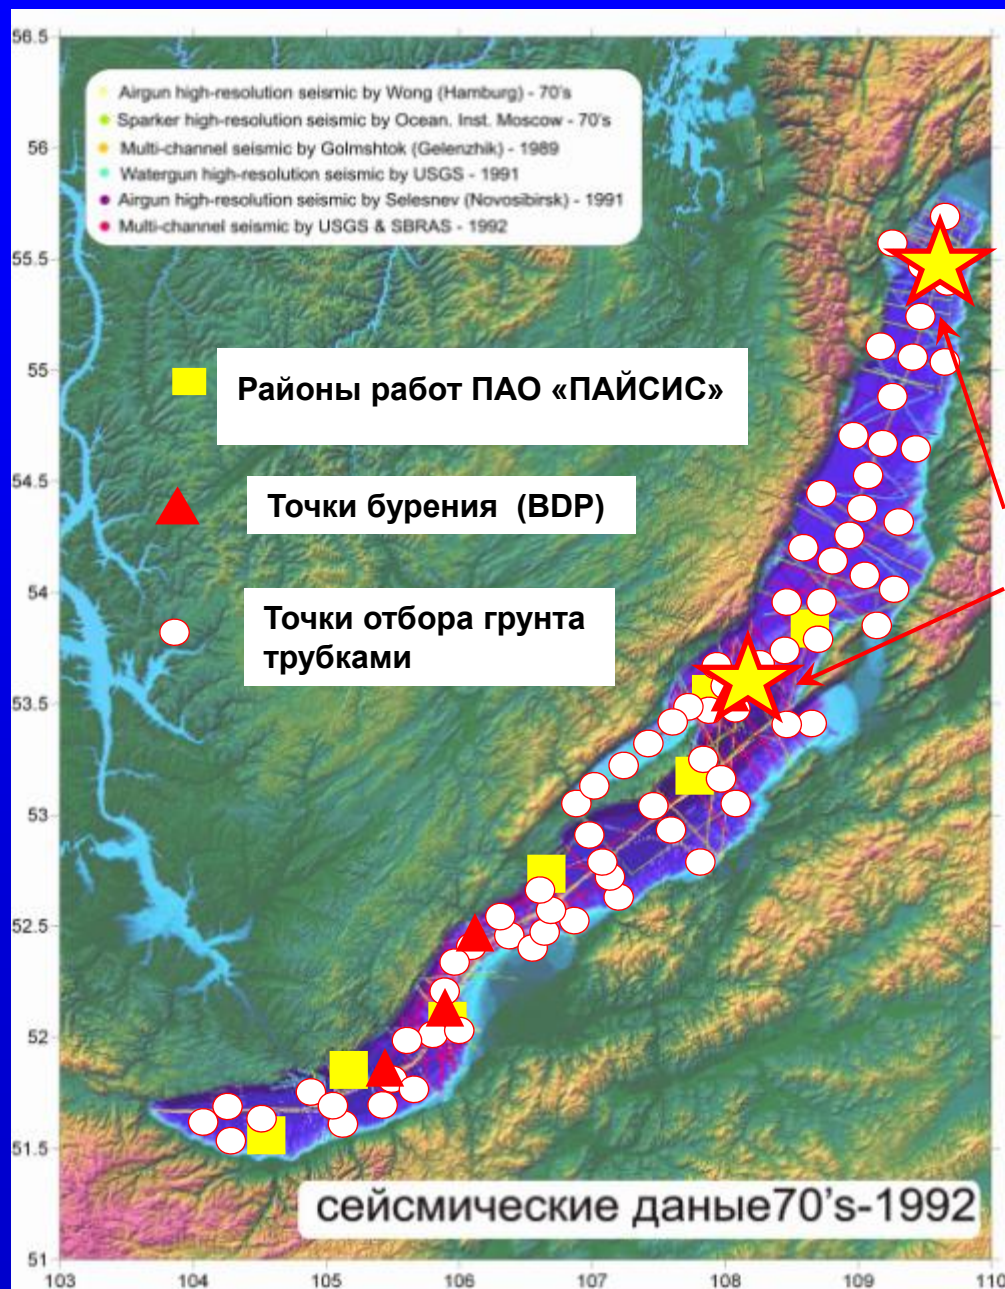 56.5
56
55.5
55
54.5
54
53.5
53
52.5
52
51.5
51
Airgun high-resolution seismic by Wong (Hamburg) - 70's
Sparker high-resolution seismic by Ocean. Inst. Moscow - 70's
Multi-channel seismic by Golmshtok (Gelenzhik) - 1989
Watergun high-resolution seismic by USGS - 1991
Airgun high-resolution seismic by Selesnev (Novosibirsk) - 1991
Multi-channel seismic by USGS & SBRAS - 1992
Районы работ ПАО «ПАЙСИС»
Точки бурения (BDP)
Точки отбора грунта
трубками
сейсмические даные70's-1992
103 104 105 106 107 108 109 110